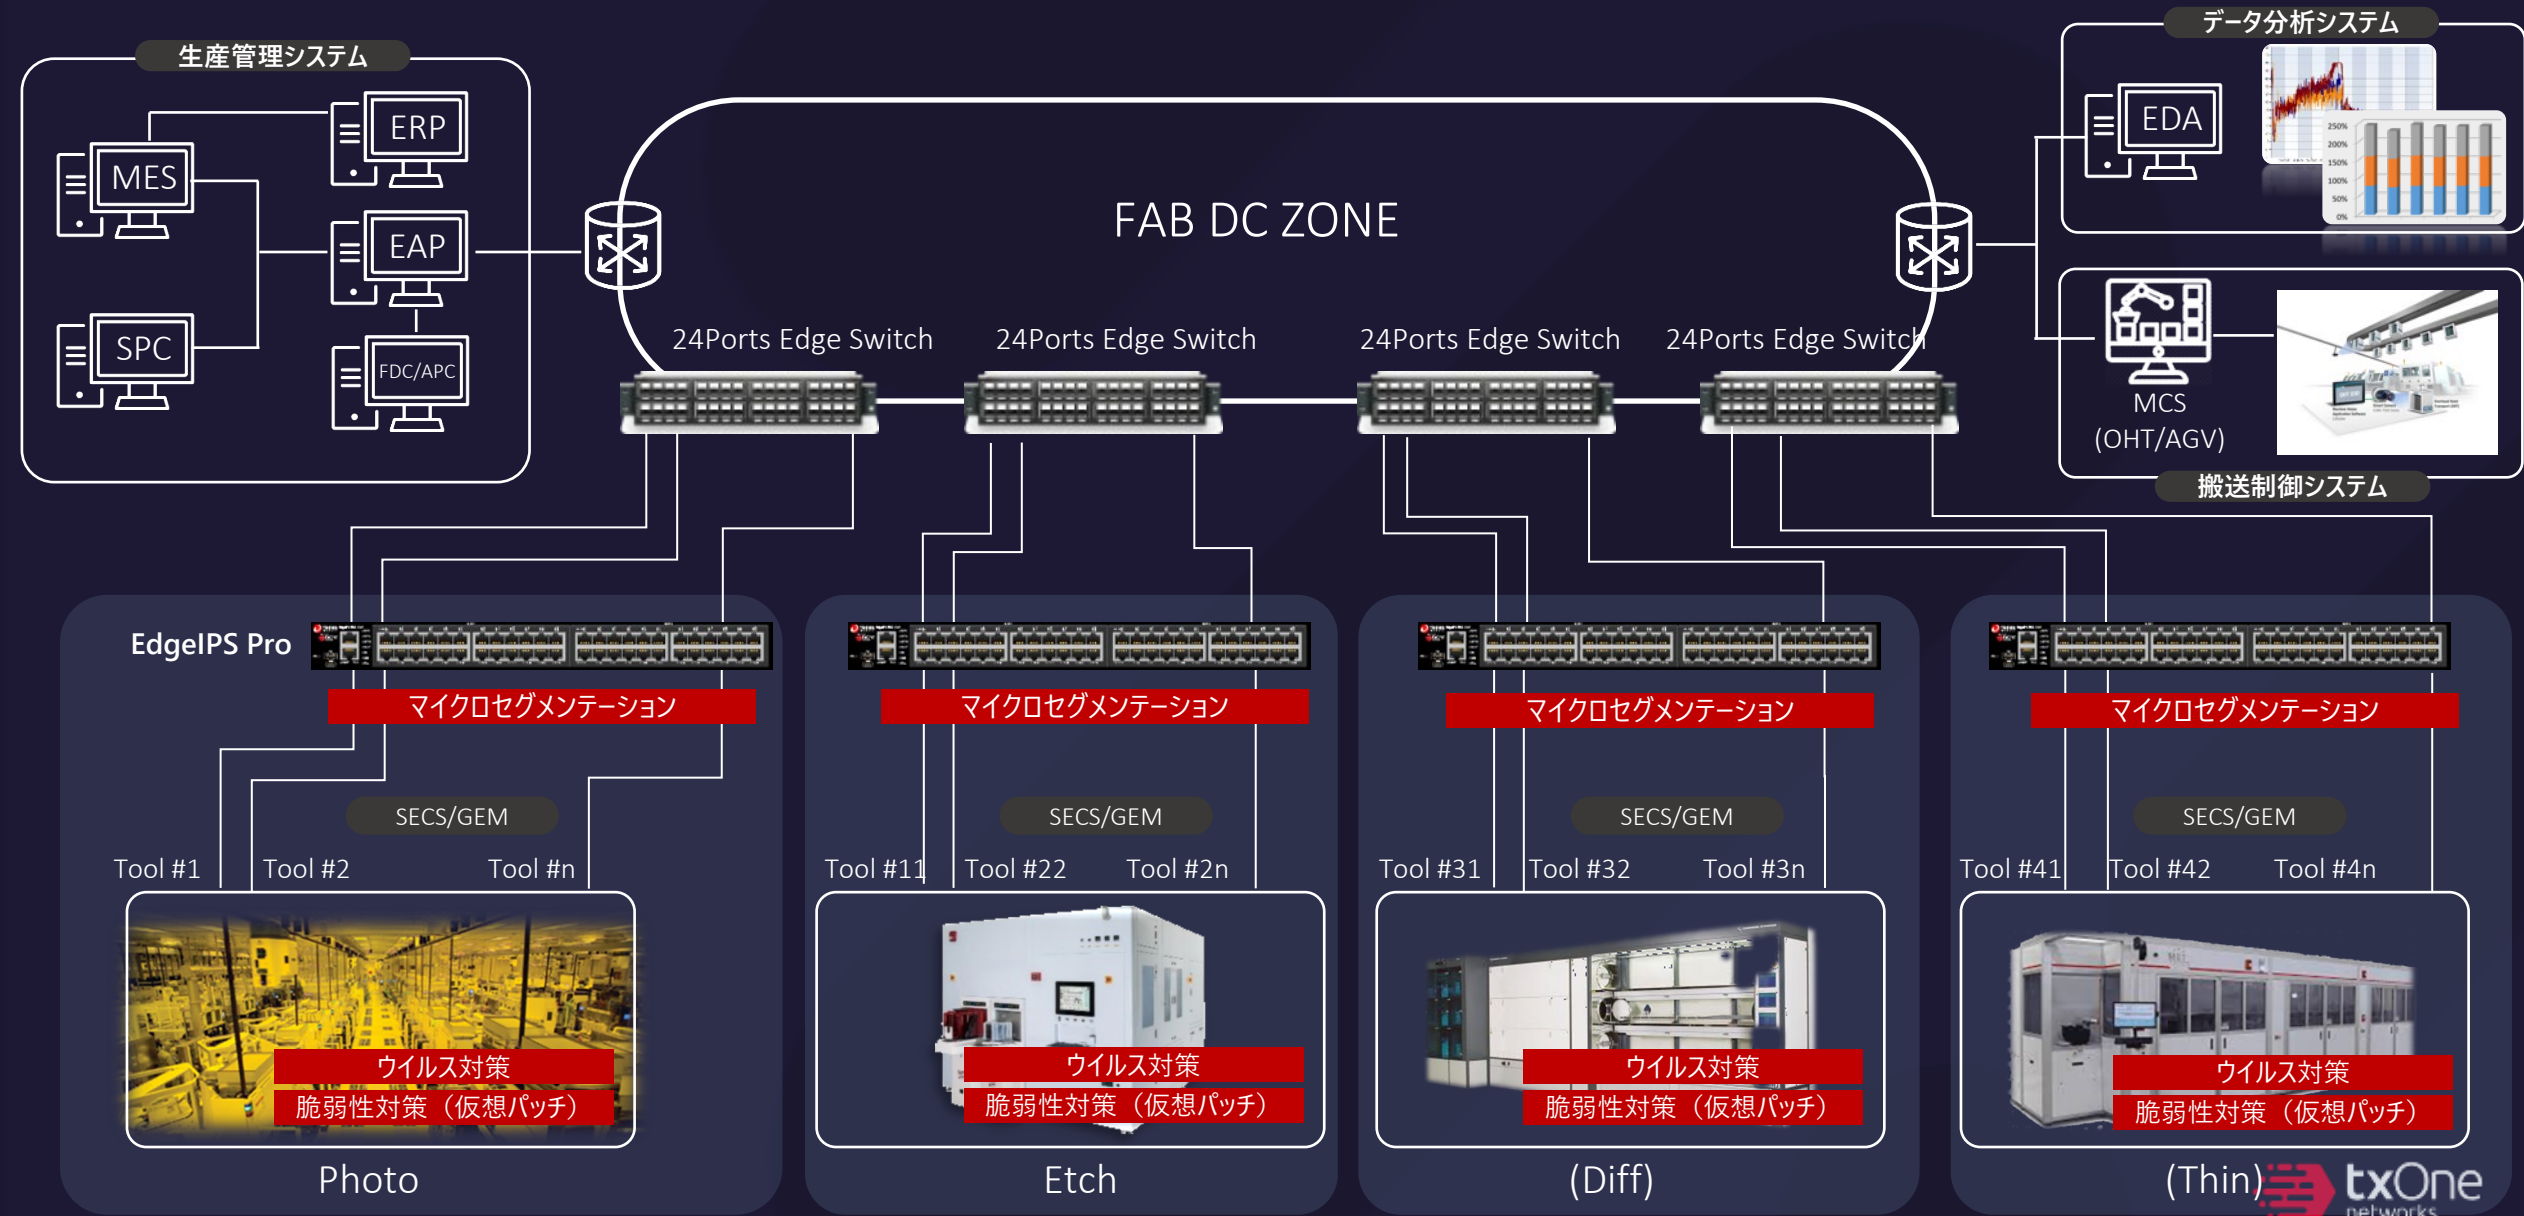 生産管理システム
データ分析システム
ERP
MES
EAP
SPC
FDC/APC
FAB DC ZONE
EDA
250%
200%
150%
100%
50%
0%
MCS
(OHT/AGV)
搬送制御システム
24Ports Edge Switch
24Ports Edge Switch
24Ports Edge Switch
24Ports Edge Switch
EdgeIPS Pro
マイクロセグメンテーション
マイクロセグメンテーション
マイクロセグメンテーション
マイクロセグメンテーション
SECS/GEM
SECS/GEM
SECS/GEM
SECS/GEM
Tool #1
Tool #2
Tool #n
Tool #11
Tool #22
Tool #2n
Tool #31
Tool #32
Tool #3n
Tool #41
Tool #42
Tool #4n
ウイルス対策
脆弱性対策（仮想パッチ）
ウイルス対策
脆弱性対策（仮想パッチ）
ウイルス対策
脆弱性対策（仮想パッチ）
ウイルス対策
脆弱性対策（仮想パッチ）
Photo
Etch
(Diff)
(Thin)
txOne
networks